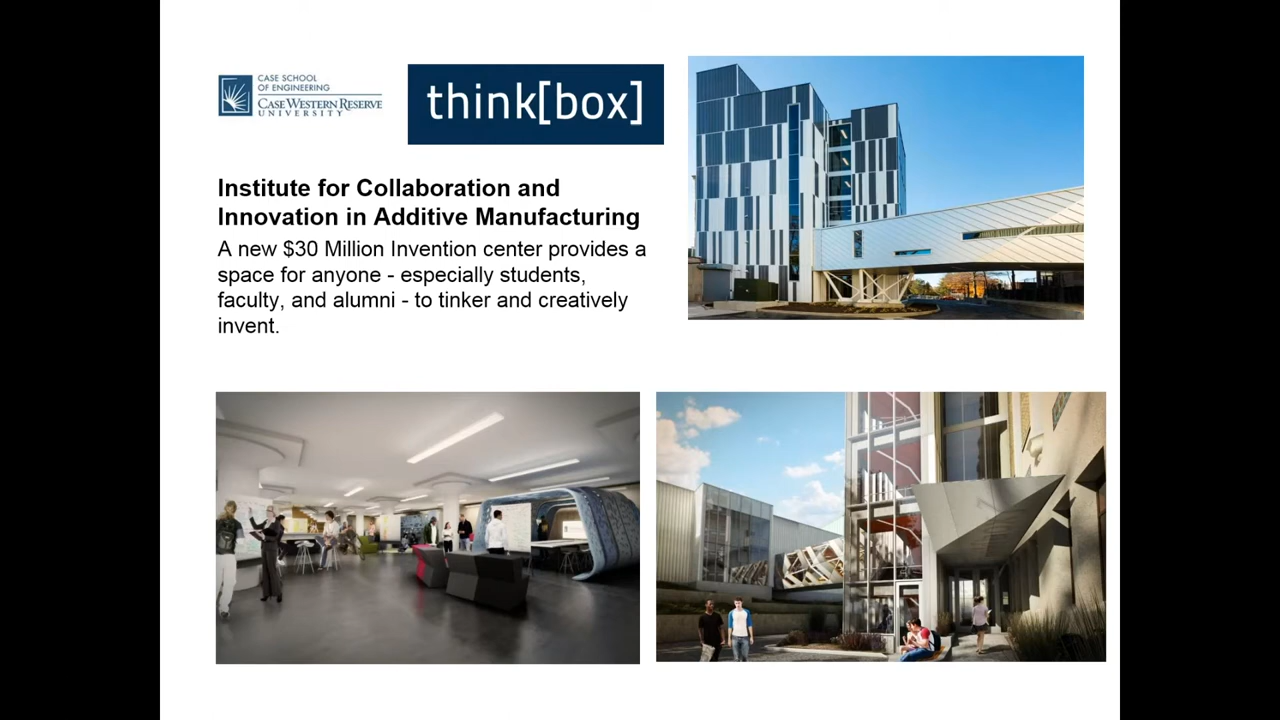 CASE SCHOOL
OF ENGINEERING
CASE WESTERN RESERVE
UNIVERSITY
think[box]
Institute for Collaboration and
Innovation in Additive Manufacturing
A new $30 Million Invention center provides a
space for anyone - especially students,
faculty, and alumni - to tinker and creatively
invent.